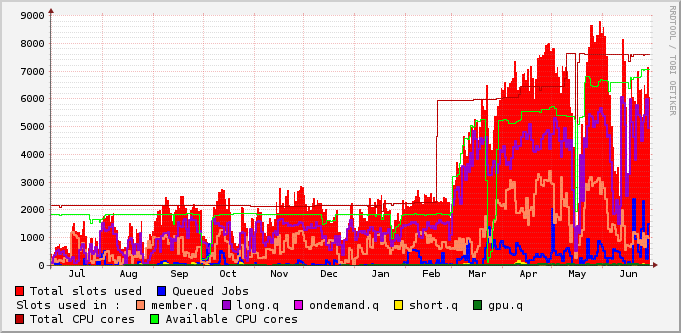 9000
8000
7000
6000
5000
4000
3000
2000
1000
0
Jul Aug Sep Oct Nov Dec Jan Feb Mar Apr May Jun
RRDTOOL / TOBI OETIKER
Total slots used Queued Jobs
Slots used in : member.q long.q ondemand.q short.q gpu.q
Total CPU cores Available CPU cores